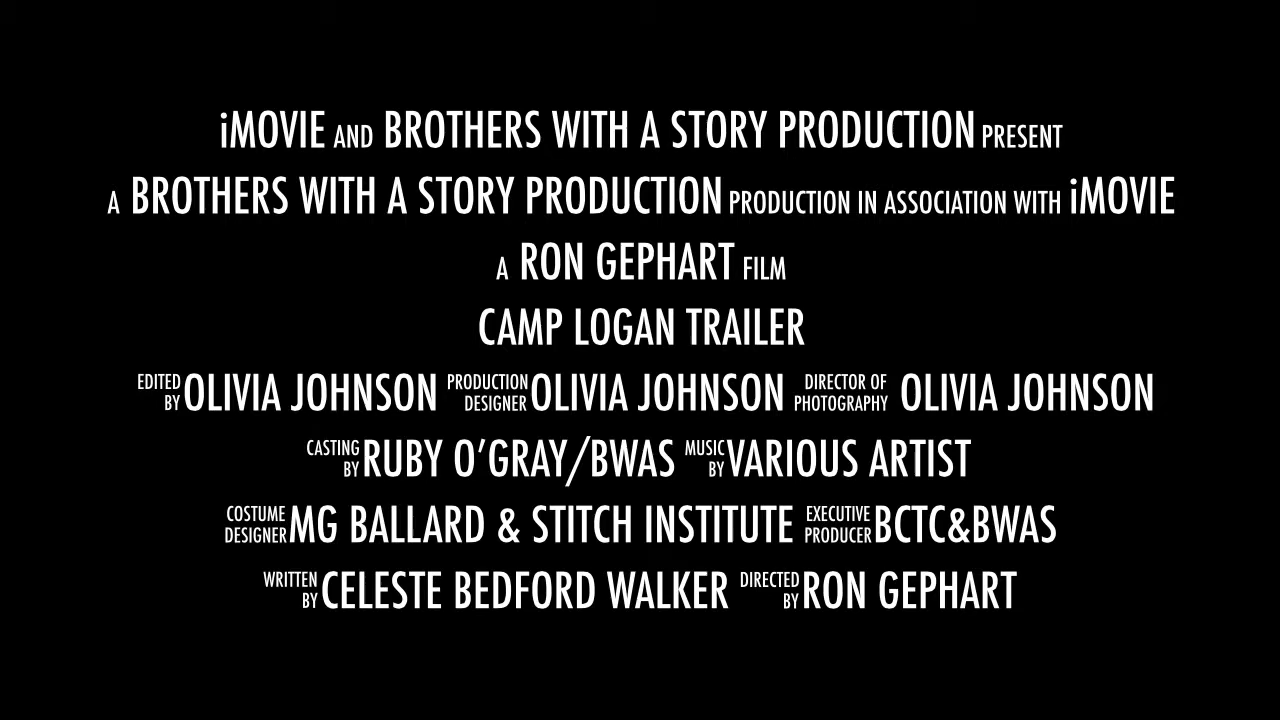 iMOVIE AND BROTHERS WITH A STORY PRODUCTION PRESENT
A BROTHERS WITH A STORY PRODUCTION PRODUCTION IN ASSOCIATION WITH iMOVIE
A RON GEPHART FILM
CAMP LOGAN TRAILER
EDITED BY OLIVIA JOHNSON PRODUCTION DESIGNER OLIVIA JOHNSON DIRECTOR OF PHOTOGRAPHY OLIVIA JOHNSON
CASTING BY RUBY O'GRAY/BWAS MUSIC BY VARIOUS ARTIST
COSTUME DESIGNER MG BALLARD & STITCH INSTITUTE EXECUTIVE PRODUCER BCTC&BWAS
WRITTEN BY CELESTE BEDFORD WALKER DIRECTED BY RON GEPHART